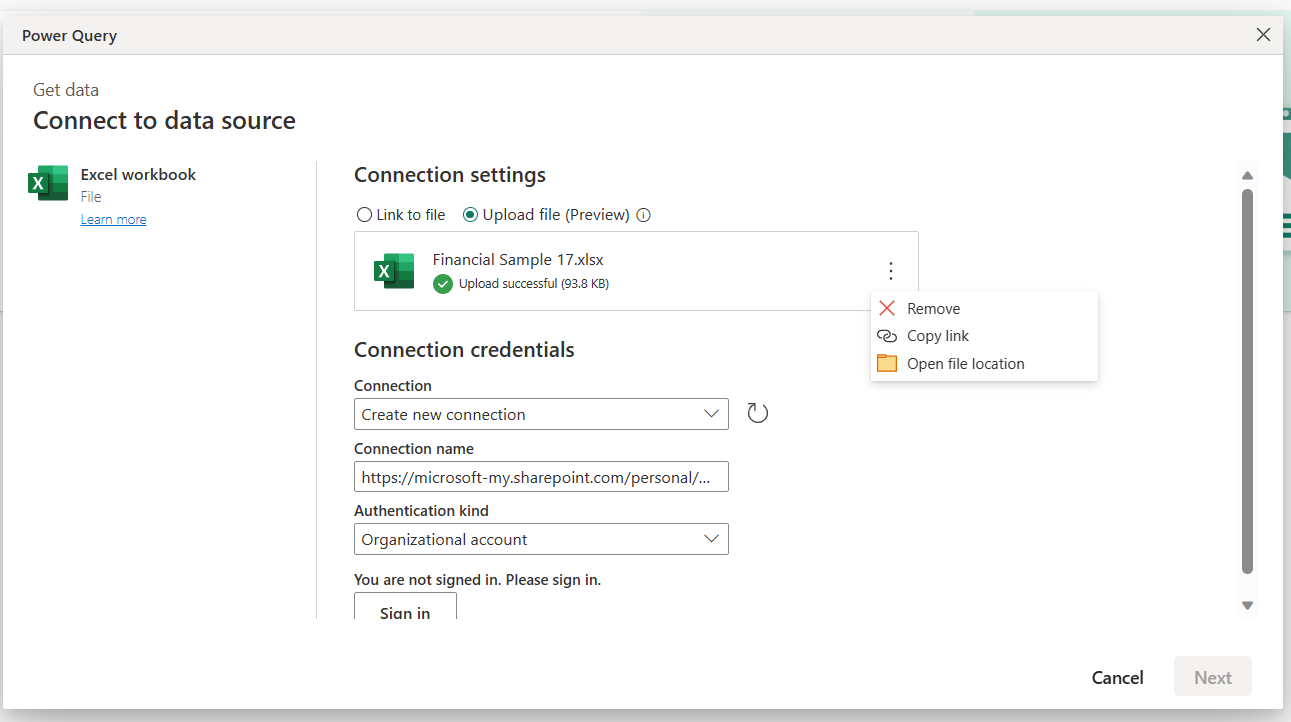 Power Query
Get data
Connect to data source
Excel workbook
File
Learn more
Connection settings
Link to file Upload file (Preview)
Financial Sample 17.xlsx
Upload successful (93.8 KB)
Remove
Copy link
Open file location
Connection credentials
Connection
Create new connection
Connection name
https://microsoft-my.sharepoint.com/personal/...
Authentication kind
Organizational account
You are not signed in. Please sign in.
Sign in
Cancel Next